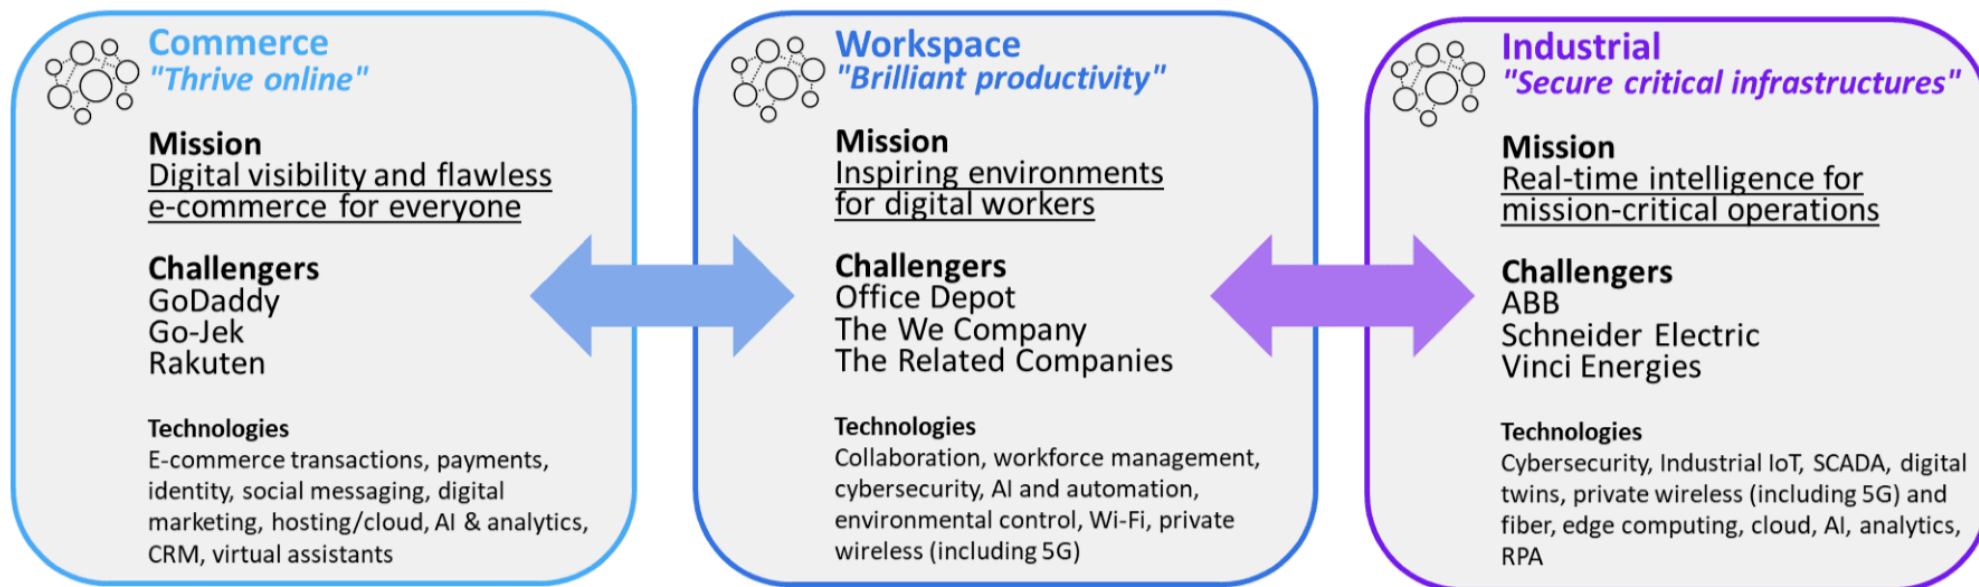 Commerce
"Thrive online"
Mission
Digital visibility and flawless
e-commerce for everyone
Challengers
GoDaddy
Go-Jek
Rakuten
Technologies
E-commerce transactions, payments,
identity, social messaging, digital
marketing, hosting/cloud, AI & analytics,
CRM, virtual assistants
Workspace
"Brilliant productivity"
Mission
Inspiring environments
for digital workers
Challengers
Office Depot
The We Company
The Related Companies
Technologies
Collaboration, workforce management,
cybersecurity, AI and automation,
environmental control, Wi-Fi, private
wireless (including 5G)
Industrial
"Secure critical infrastructures"
Mission
Real-time intelligence for
mission-critical operations
Challengers
ABB
Schneider Electric
Vinci Energies
Technologies
Cybersecurity, Industrial IoT, SCADA, digital
twins, private wireless (including 5G) and
fiber, edge computing, cloud, AI, analytics,
RPA